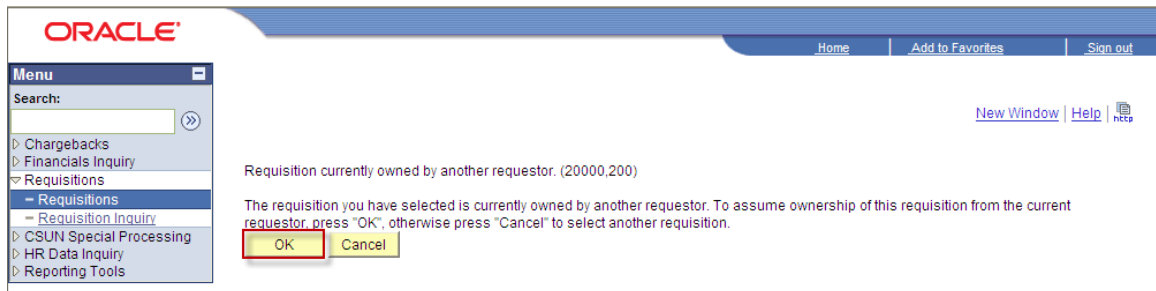 ORACLE®
Home Add to Favorites Sign out
Menu
Search:
New Window | Help | http
Chargebacks
Financials Inquiry
Requisitions
– Requisitions
– Requisition Inquiry
CSUN Special Processing
HR Data Inquiry
Reporting Tools
Requisition currently owned by another requestor. (20000,200)
The requisition you have selected is currently owned by another requestor. To assume ownership of this requisition from the current
requestor, press "OK", otherwise press "Cancel" to select another requisition.
OK Cancel